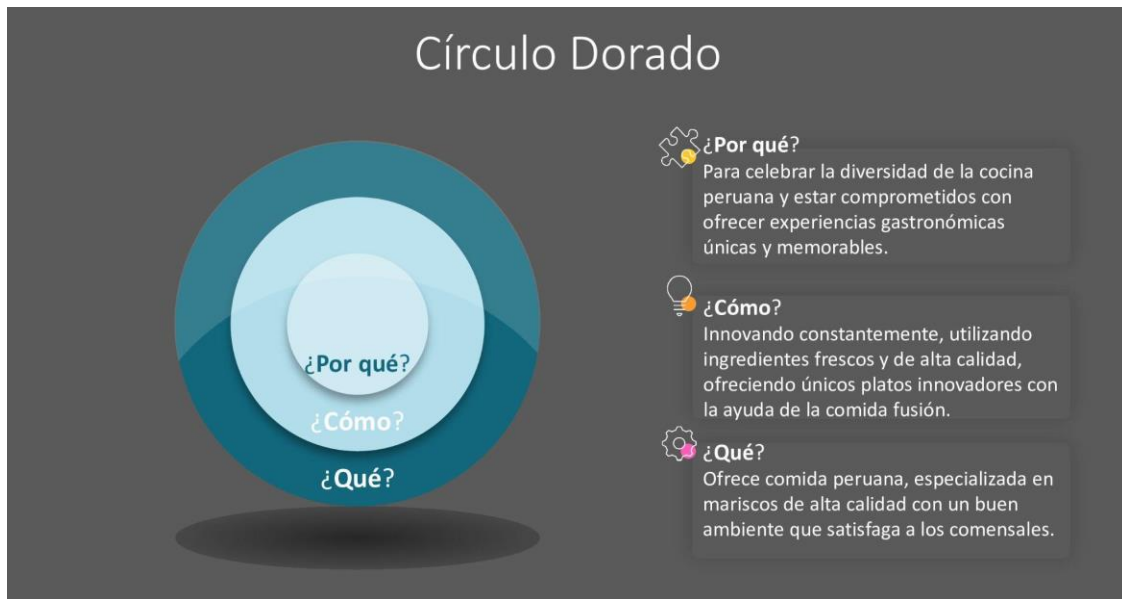 Círculo Dorado
¿Por qué?
¿Cómo?
¿Qué?
¿Por qué?
Para celebrar la diversidad de la cocina
peruana y estar comprometidos con
ofrecer experiencias gastronómicas
únicas y memorables.
¿Cómo?
Innovando constantemente, utilizando
ingredientes frescos y de alta calidad,
ofreciendo únicos platos innovadores con
la ayuda de la comida fusión.
¿Qué?
Ofrece comida peruana, especializada en
mariscos de alta calidad con un buen
ambiente que satisfaga a los comensales.